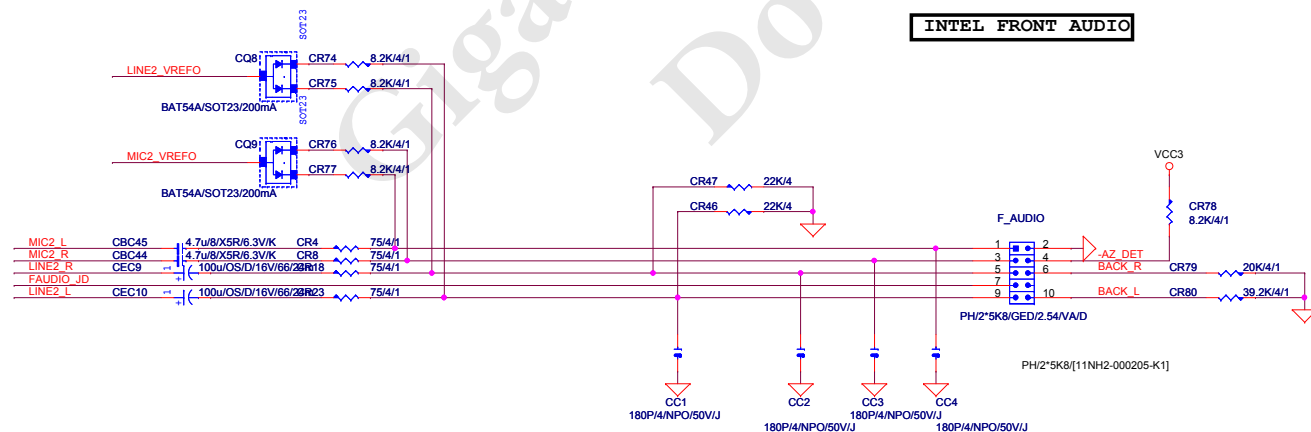 INTEL FRONT AUDIO
Giga
Do
SOT23
CQ8
CR74
8.2K/4/1
LINE2_VREFO
CR75
8.2K/4/1
BAT54A/SOT23/200mA
SOT23
CQ9
CR76
8.2K/4/1
MIC2_VREFO
CR77
8.2K/4/1
BAT54A/SOT23/200mA
VCC3
CR47
22K/4
CR46
22K/4
CR78
8.2K/4/1
F_AUDIO
MIC2_L
CBC45
4.7u/8/X5R/6.3V/K
CR4
75/4/1
1
2
MIC2_R
CBC44
4.7u/8/X5R/6.3V/K
CR8
75/4/1
3
4
-AZ_DET
LINE2_R
CEC9
1
+
100u/OS/D/16V/66/
75/4/1
5
6
BACK_R
CR79
20K/4/1
FAUDIO_JD
7
LINE2_L
CEC10
1
+
100u/OS/D/16V/66/
75/4/1
9
10
BACK_L
CR80
39.2K/4/1
PH/2*5K8/GED/2.54/VA/D
PH/2*5K8/[11NH2-000205-K1]
CC1
180P/4/NPO/50V/J
CC2
180P/4/NPO/50V/J
CC3
180P/4/NPO/50V/J
CC4
180P/4/NPO/50V/J